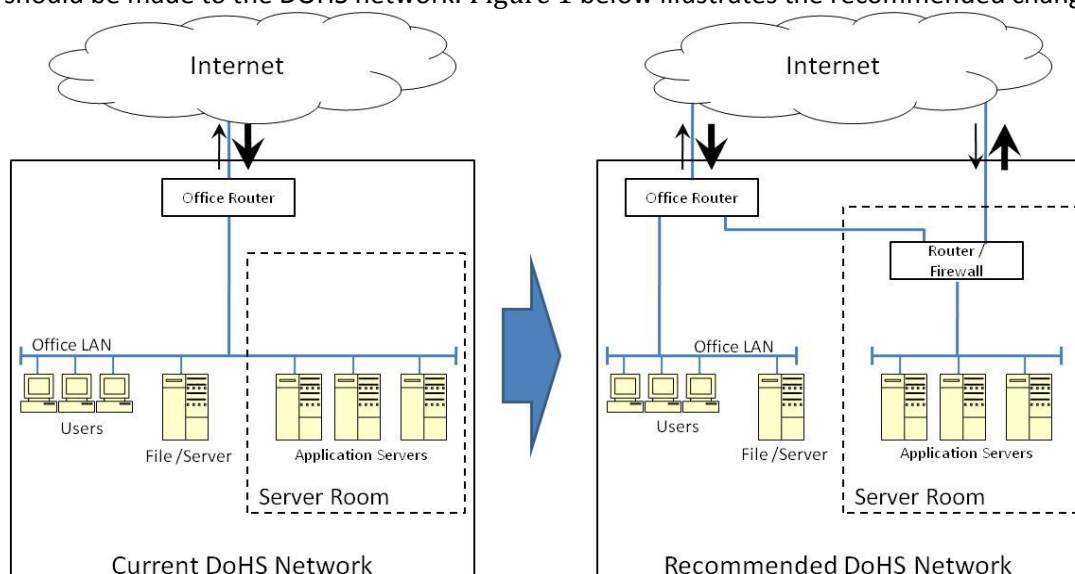 should be made to the DoHS network. Figure 1 below illustrates the recommended chang
Internet
Office Router
Office LAN
Users
File /Server
Application Servers
Server Room
Current DoHS Network
Internet
Office Router
Router /
Firewall
Office LAN
Users
File /Server
Application Servers
Server Room
Recommended DoHS Network